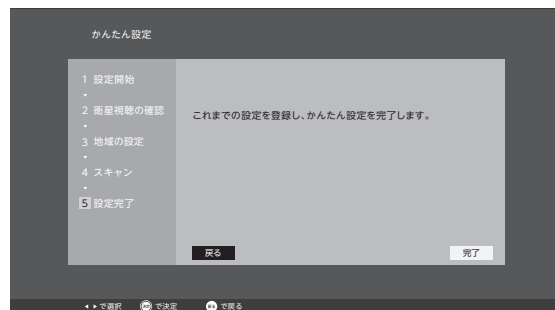 かんたん設定
1 設定開始
2 衛星視聴の確認
3 地域の設定
4 スキャン
5 設定完了
これまでの設定を登録し、かんたん設定を完了します。
戻る
完了
で選択 で決定 で戻る